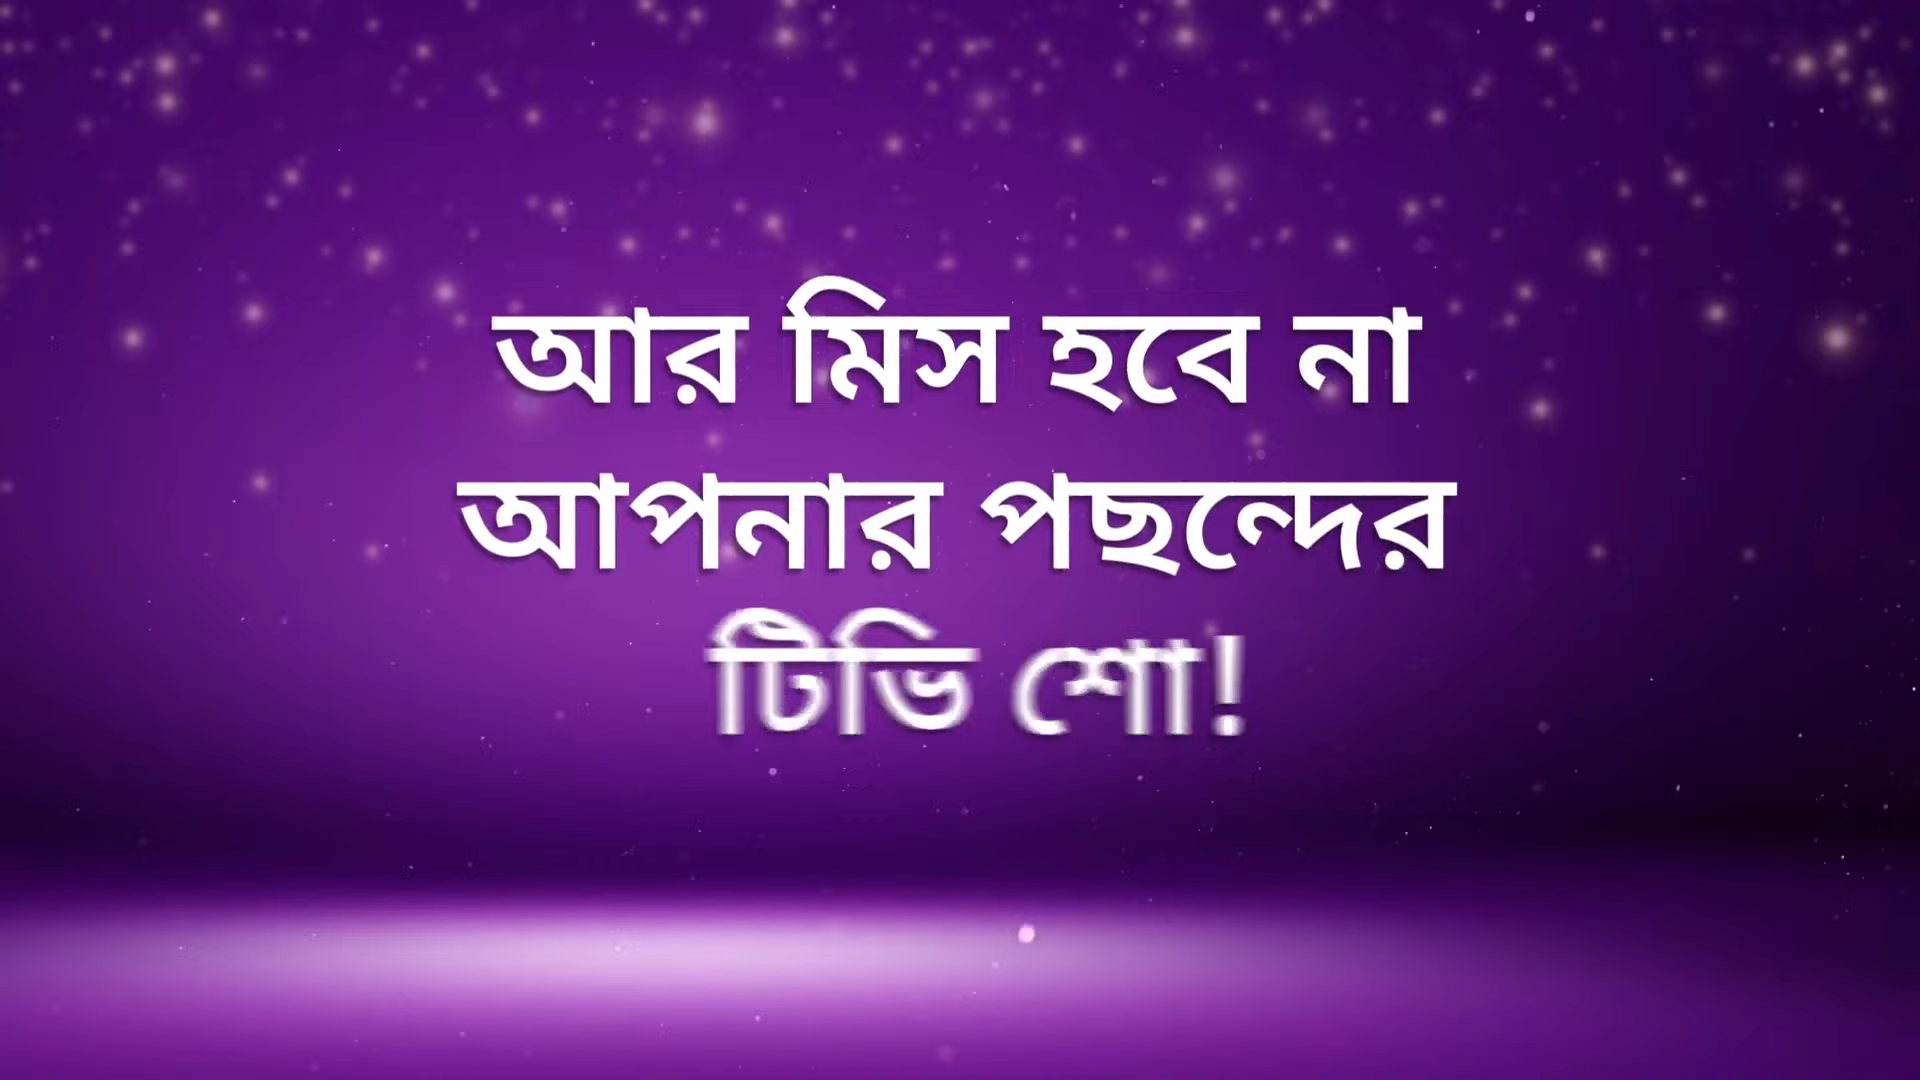 আর মিস হবে না
আপনার পছন্দের
টিভি শো!